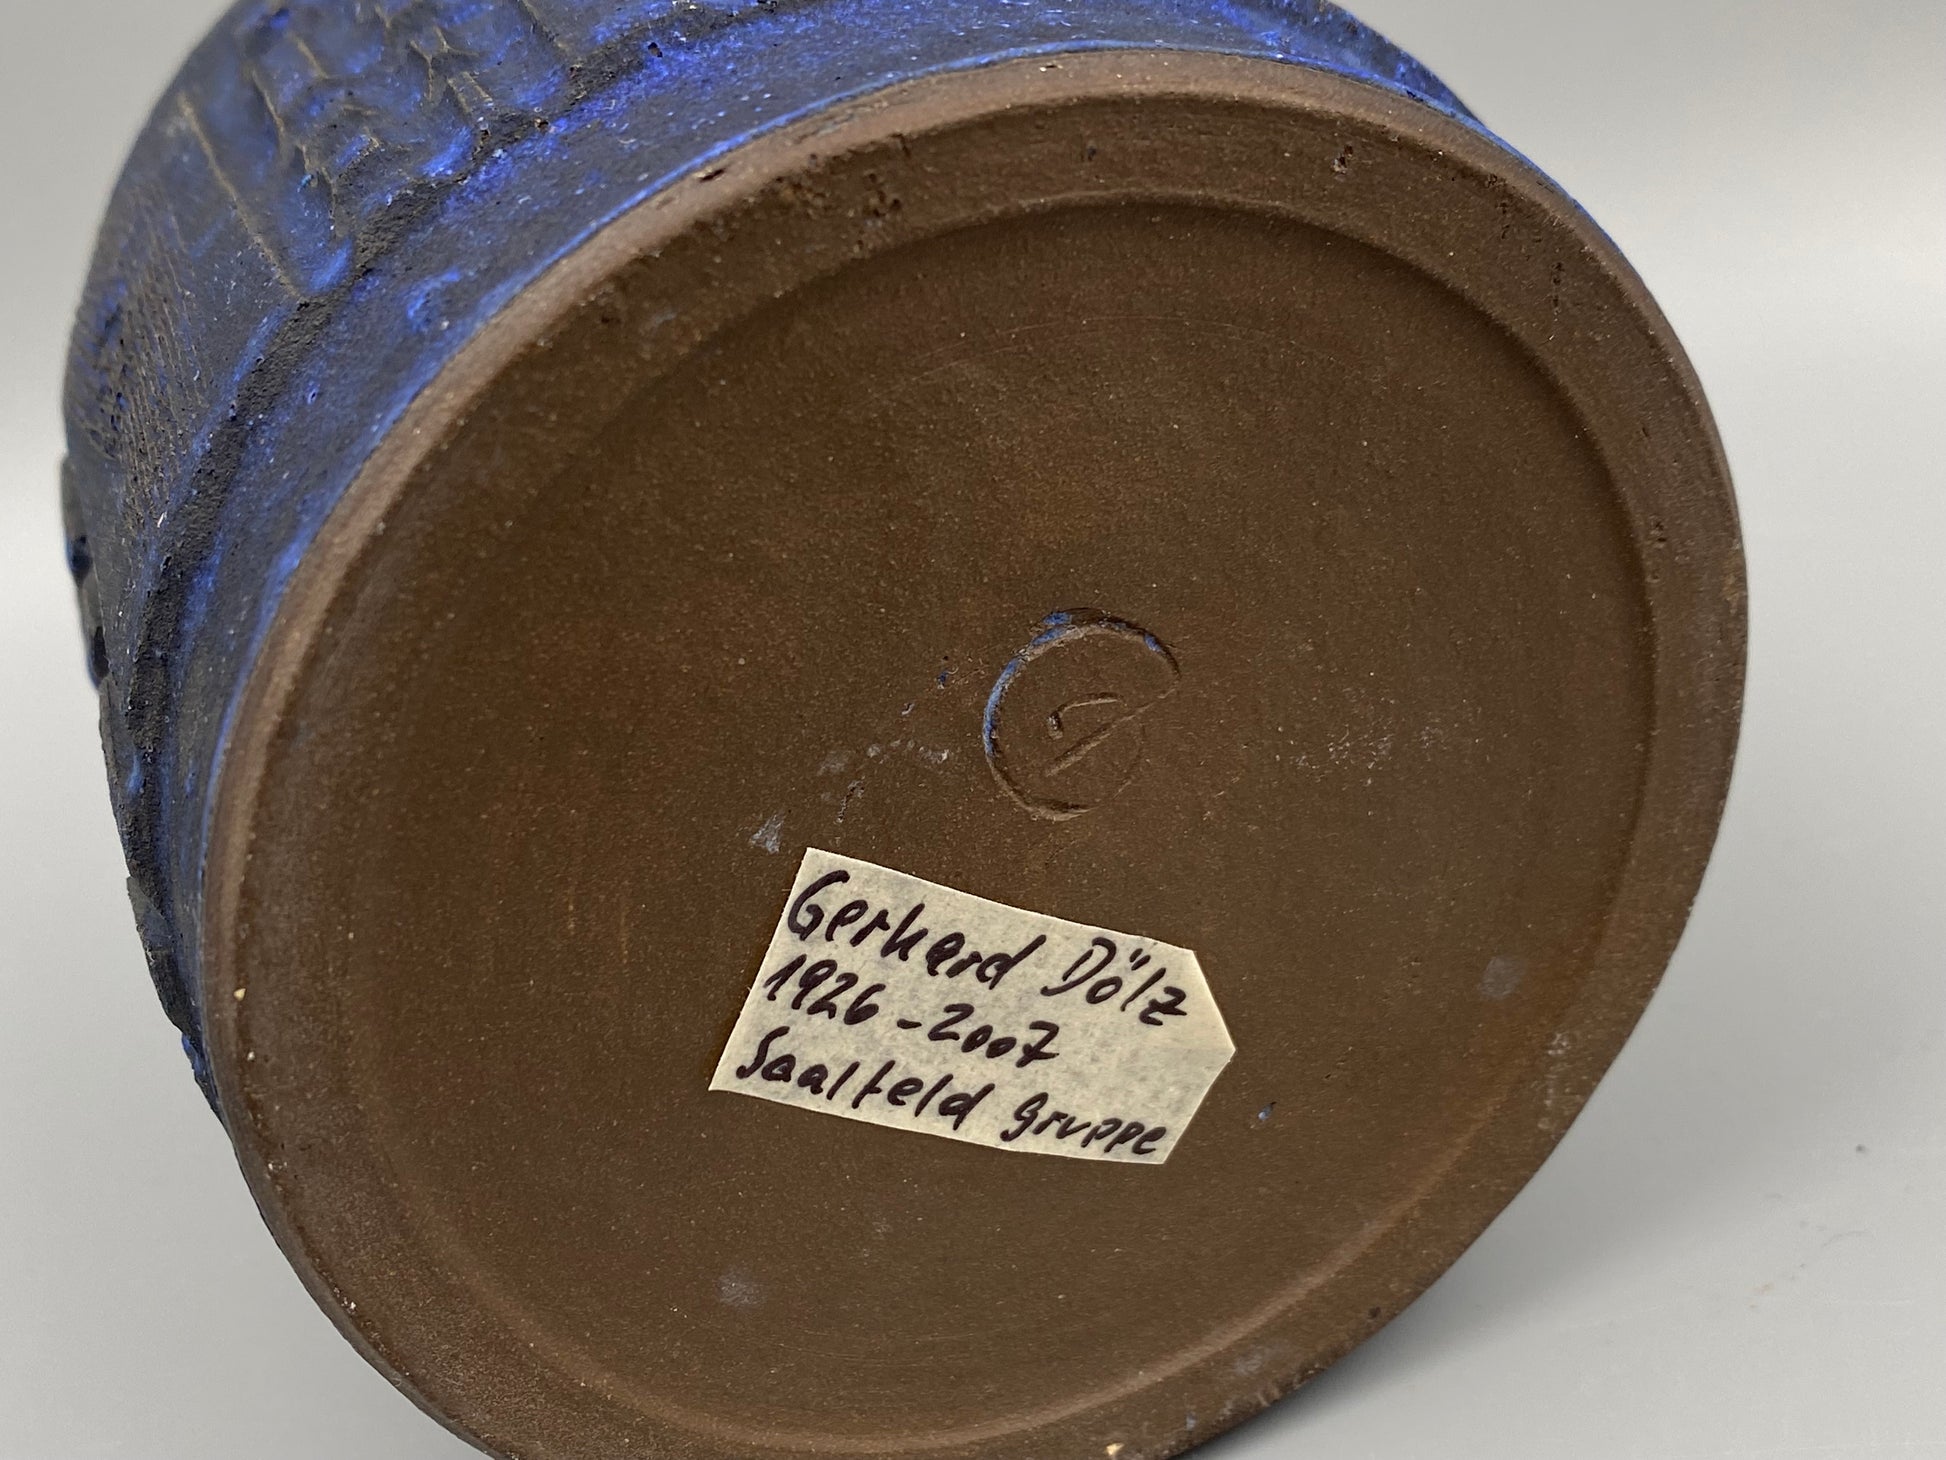 Gerhard Dölz
1926-2007
Saalfeld gruppe